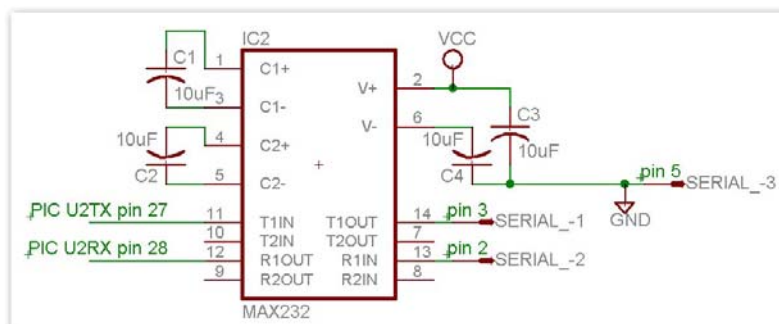 IC2
VCC
C1
1
C1+
10uF
3
C1-
V+
2
V-
6
C3
10uF
10uF
4
C2+
10uF
C2
5
C2-
C4
pin 5
SERIAL_-3
PIC U2TX pin 27
11
T1IN
T1OUT
14
pin 3
SERIAL_-1
GND
10
T2IN
T2OUT
7
PIC U2RX pin 28
12
R1OUT
R1IN
13
pin 2
SERIAL_-2
9
R2OUT
R2IN
8
MAX232